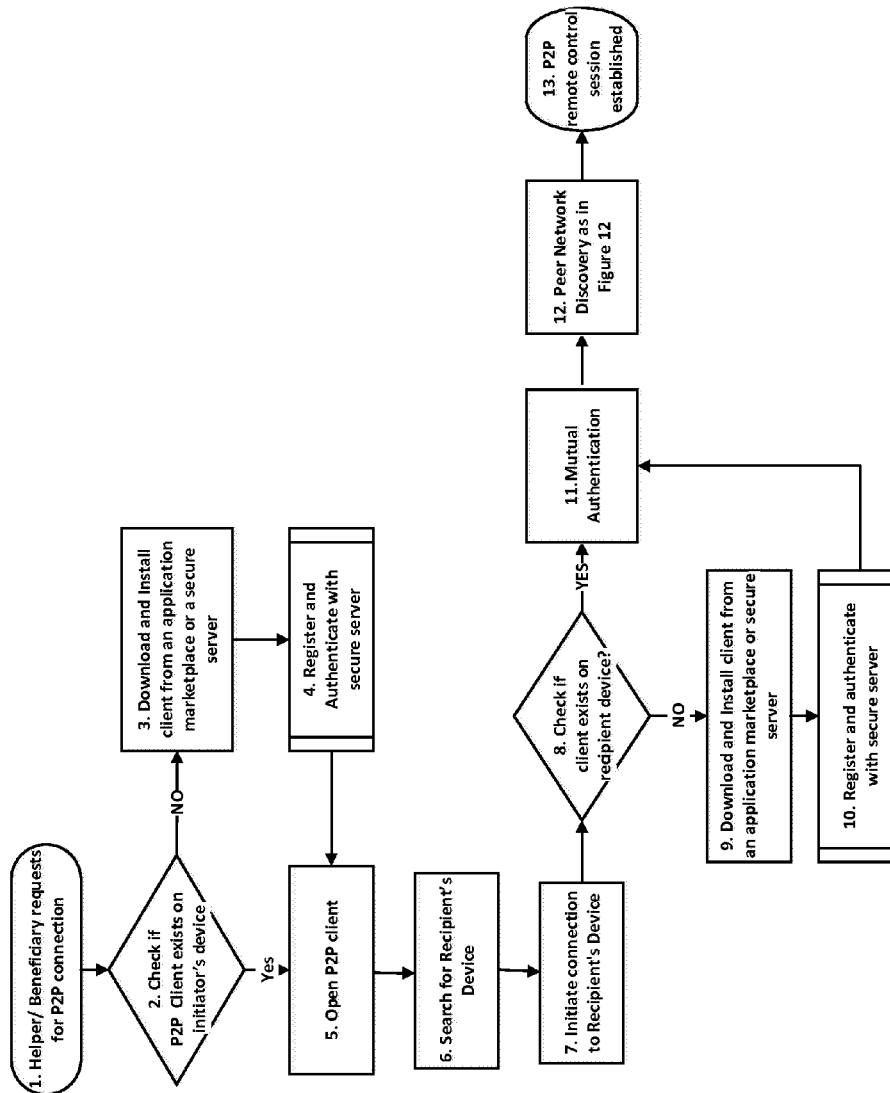 1. Helper/ Beneficiary requests
for P2P connection
2. Check if
P2P Client exists on
initiator's device
NO
Yes
3. Download and Install
client from an application
marketplace or a secure
server
4. Register and
Authenticate with
secure server
5. Open P2P client
6. Search for Recipient's
Device
7. Initiate connection
to Recipient's Device
8. Check if
client exists on
recipient device?
YES
NO
9. Download and Install client from
an application marketplace or secure
server
10. Register and authenticate
with secure server
11.Mutual
Authentication
12. Peer Network
Discovery as in
Figure 12
13. P2P
remote control
session
established